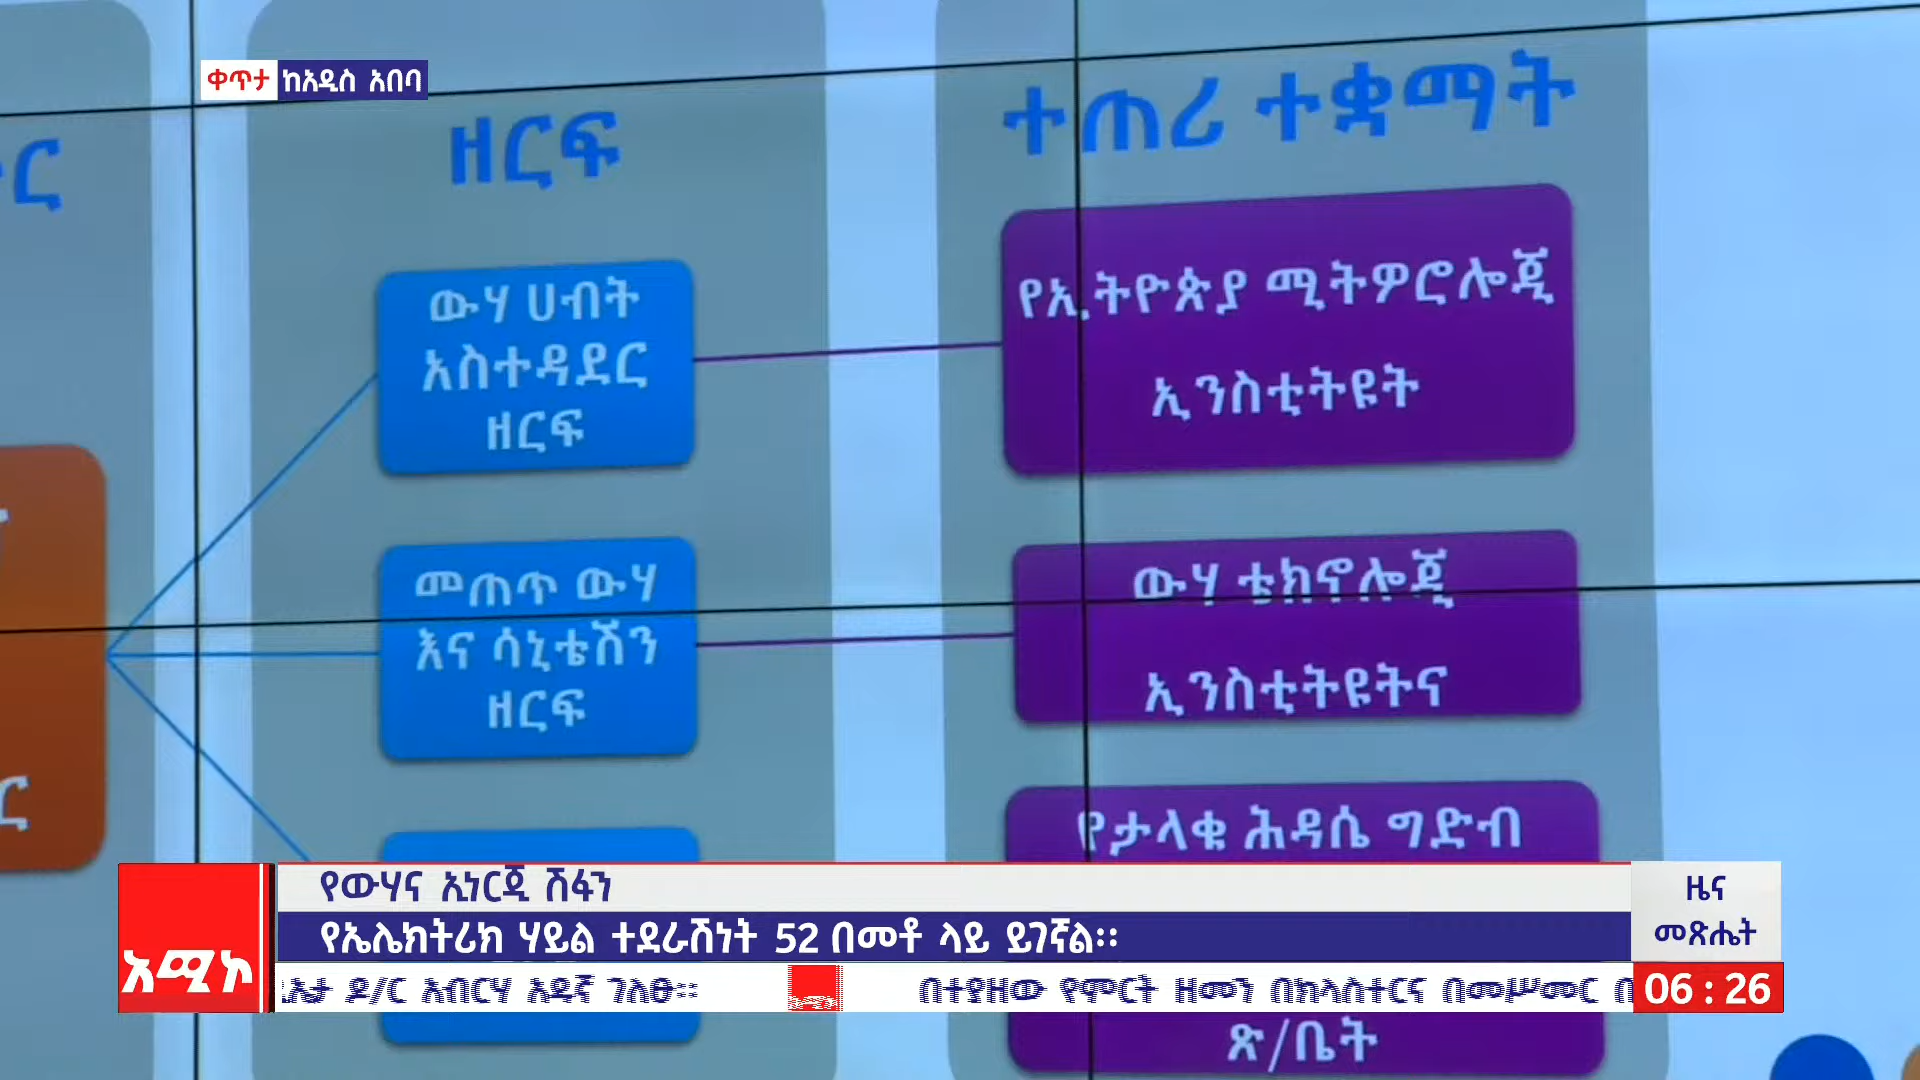 ቀጥታ ከአዲስ አበባ
ዘርፍ
ተጠሪ ተቋማት
ውሃ ሀብት
አስተዳደር
ዘርፍ
የኢትዮጵያ ሚትዎሮሎጂ
ኢንስቲትዩት
መጠጥ ውሃ
እና ሳኒቴሽን
ዘርፍ
ውሃ ቴክኖሎጂ
ኢንስቲትዩትና
የታላቁ ሕዳሴ ግድብ
ጽ/ቤት
የውሃና ኢነርጂ ሽፋን
የኤሌክትሪክ ሃይል ተደራሽነት 52 በመቶ ላይ ይገኛል።
ዜና
መጽሔት
አሚኮ
ዶ/ር አብርሃ አዳኛ ገለፁ።
በተያዘው የምርት ዘመን በክላስተርና በመሥመር
06:26